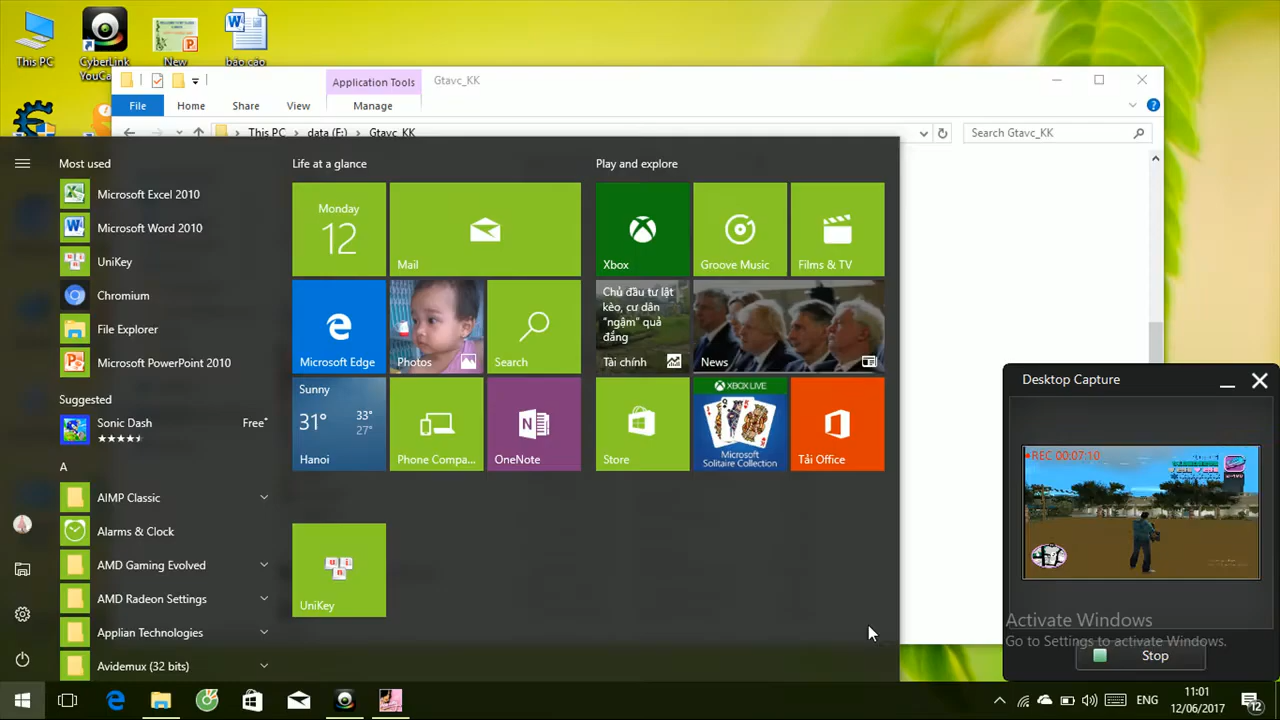 This PC
CyberLink
YouCa
New
báo cáo
Application Tools
Gtavc_KK
File
Home
Share
View
Manage
This PC
data (E:)
Gtavc_KK
Search Gtavc_KK
Most used
Microsoft Excel 2010
Microsoft Word 2010
UniKey
Chromium
File Explorer
Microsoft PowerPoint 2010
Suggested
Sonic Dash
Free*
A
AIMP Classic
Alarms & Clock
AMD Gaming Evolved
AMD Radeon Settings
Applian Technologies
Avidemux (32 bits)
Life at a glance
Monday
12
Mail
Microsoft Edge
Photos
Search
Sunny
31°
33°
27°
Hanoi
Phone Compa...
OneNote
UniKey
Play and explore
Xbox
Groove Music
Films & TV
Chủ đầu tư lật
kèo, cư dân
“ngậm” quả
đắng
Tài chính
News
Store
XBOX LIVE
Microsoft
Solitaire Collection
Tải Office
Desktop Capture
REC 00:07:10
Activate Windows
Go to Settings to activate Windows.
Stop
ENG
11:01
12/06/2017
12